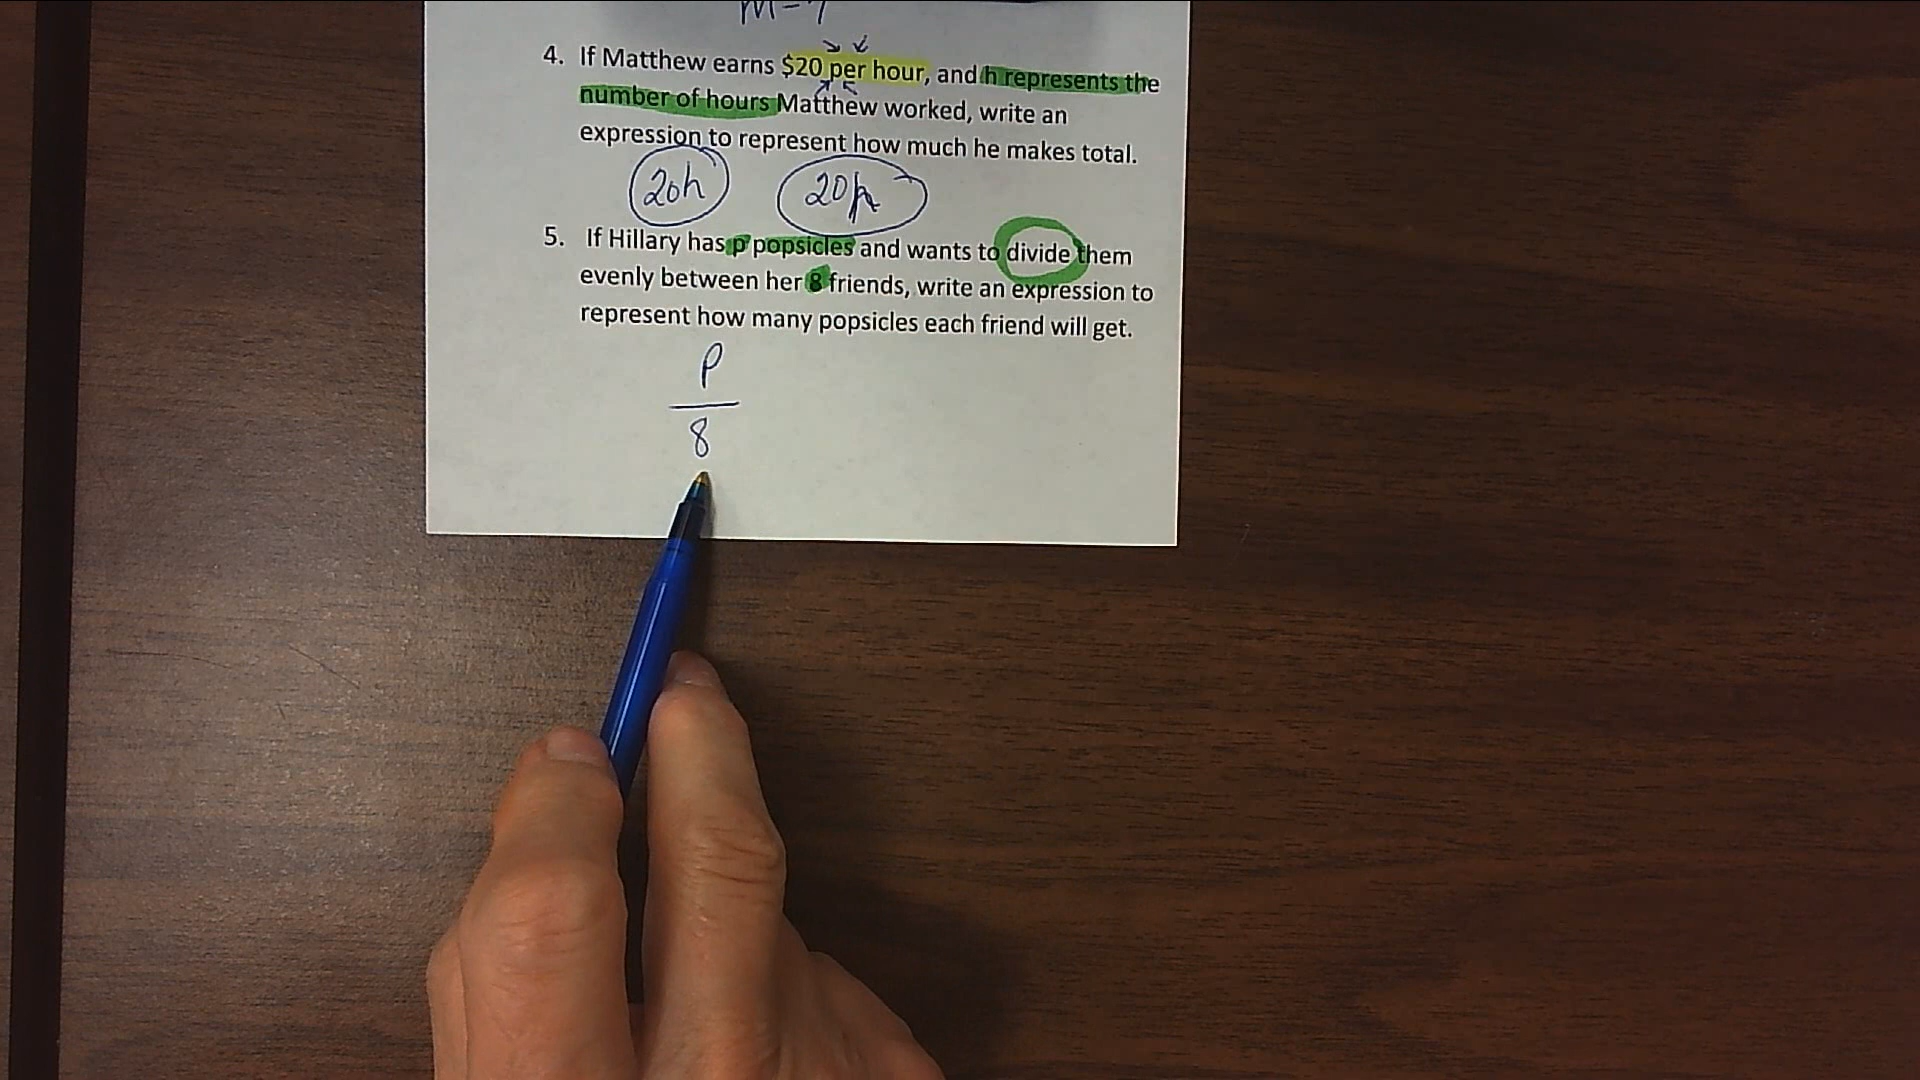 4. If Matthew earns $20 per hour, and h represents the
number of hours Matthew worked, write an
expression to represent how much he makes total.
20h
5. If Hillary has p popsicles and wants to divide them
evenly between her 8 friends, write an expression to
represent how many popsicles each friend will get.
p
8